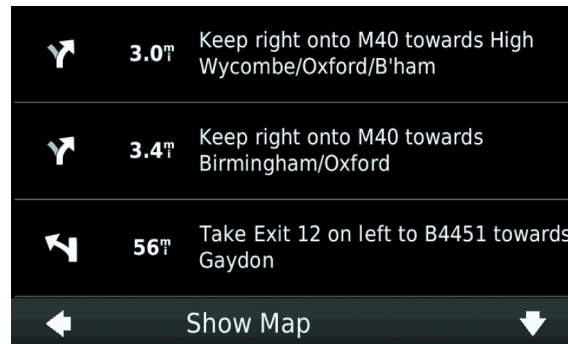 3.0mi
Keep right onto M40 towards High
Wycombe/Oxford/B'ham
3.4mi
Keep right onto M40 towards
Birmingham/Oxford
56mi
Take Exit 12 on left to B4451 towards
Gaydon
Show Map